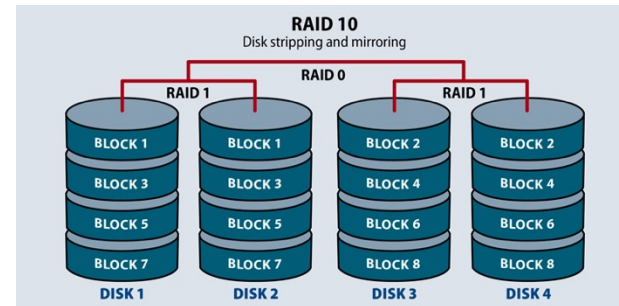 RAID 10
Disk stripping and mirroring
RAID 0
RAID 1 RAID 1
BLOCK 1 BLOCK 1 BLOCK 2 BLOCK 2
BLOCK 3 BLOCK 3 BLOCK 4 BLOCK 4
BLOCK 5 BLOCK 5 BLOCK 6 BLOCK 6
BLOCK 7 BLOCK 7 BLOCK 8 BLOCK 8
DISK 1 DISK 2 DISK 3 DISK 4